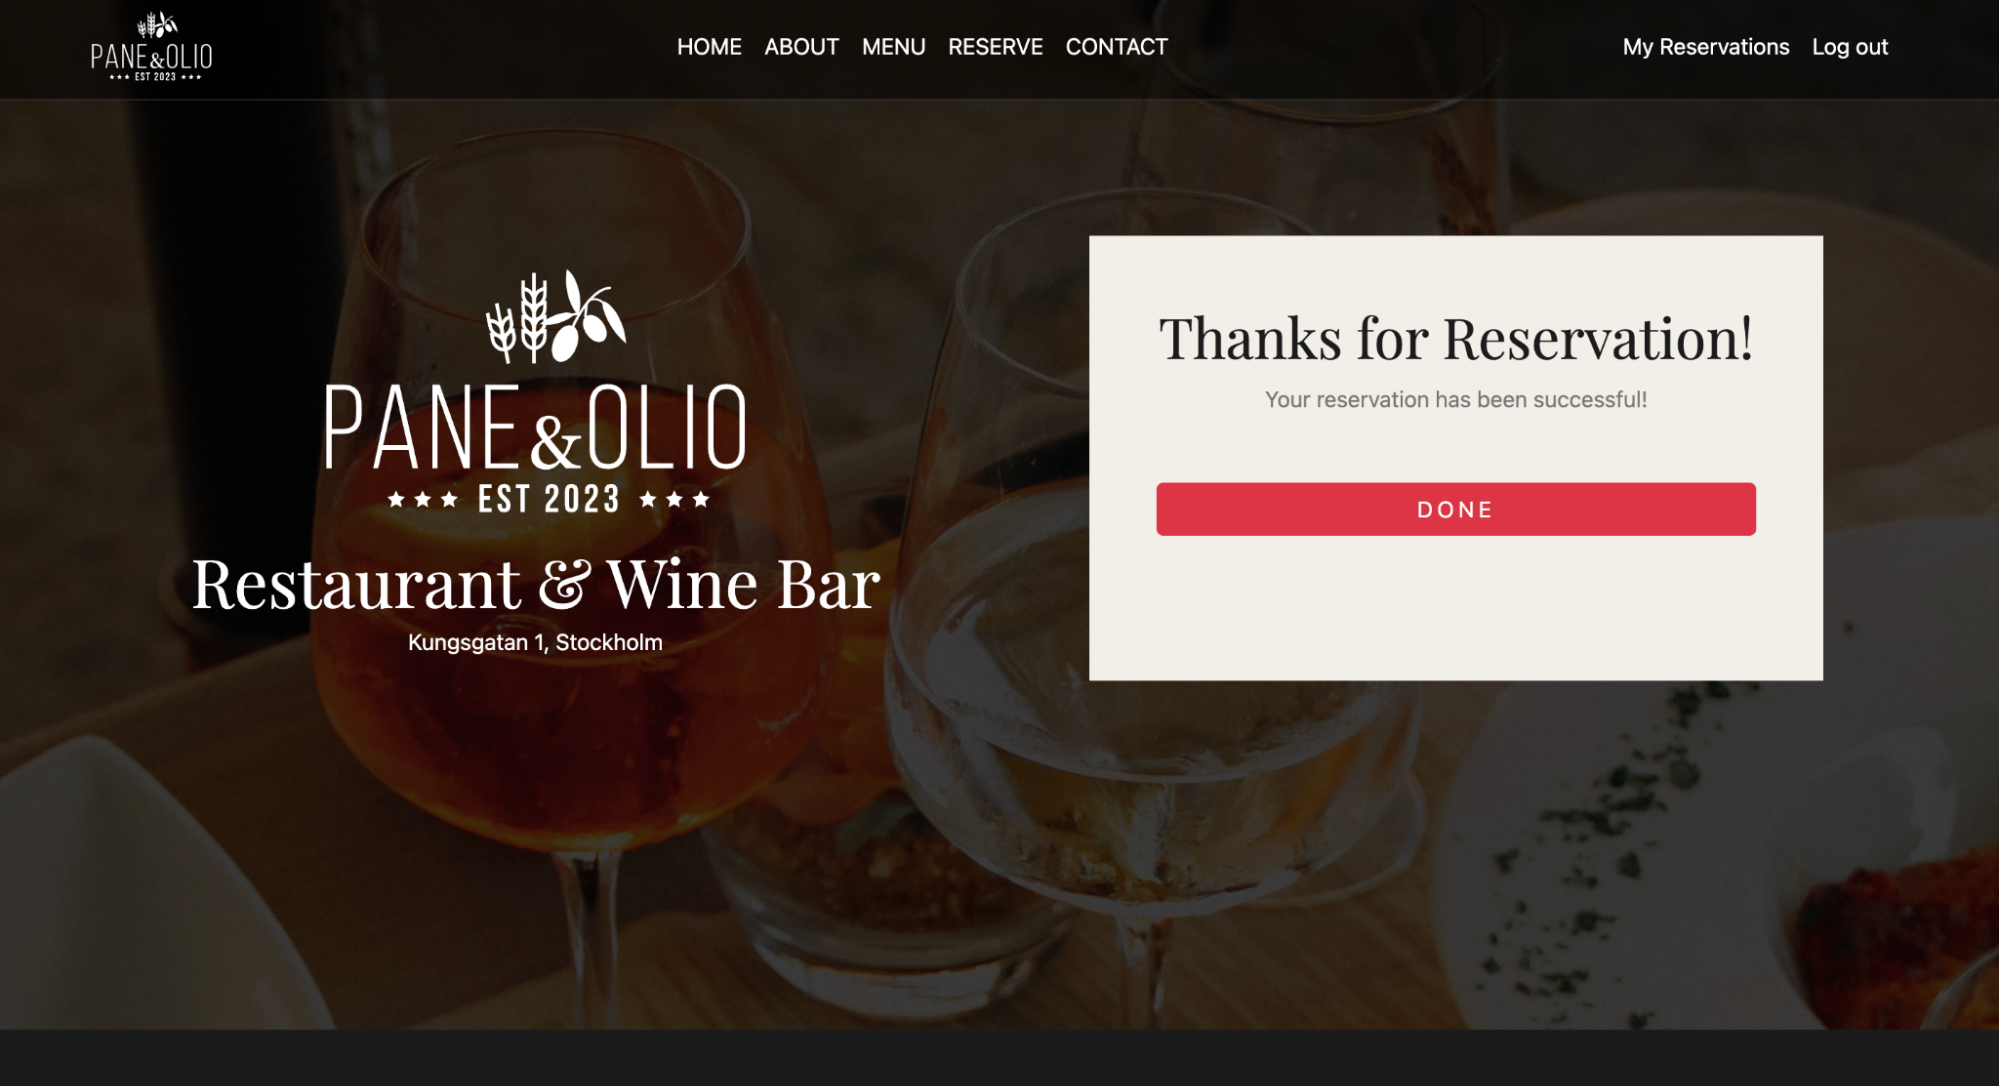 PANE&OLIO
★★★ EST 2023 ★★★
HOME ABOUT MENU RESERVE CONTACT
My Reservations Log out
PANE&OLIO
★★★ EST 2023 ★★★
Restaurant & Wine Bar
Kungsgatan 1, Stockholm
Thanks for Reservation!
Your reservation has been successful!
DONE